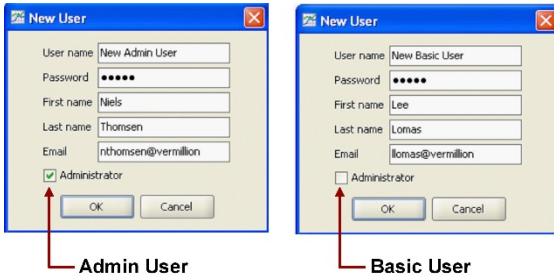 New User
User name New Admin User
Password •••••
First name Niels
Last name Thomsen
Email nthomsen@vermillion
Administrator
OK Cancel
Admin User
New User
User name New Basic User
Password •••••
First name Lee
Last name Lomas
Email llomas@vermillion
Administrator
OK Cancel
Basic User